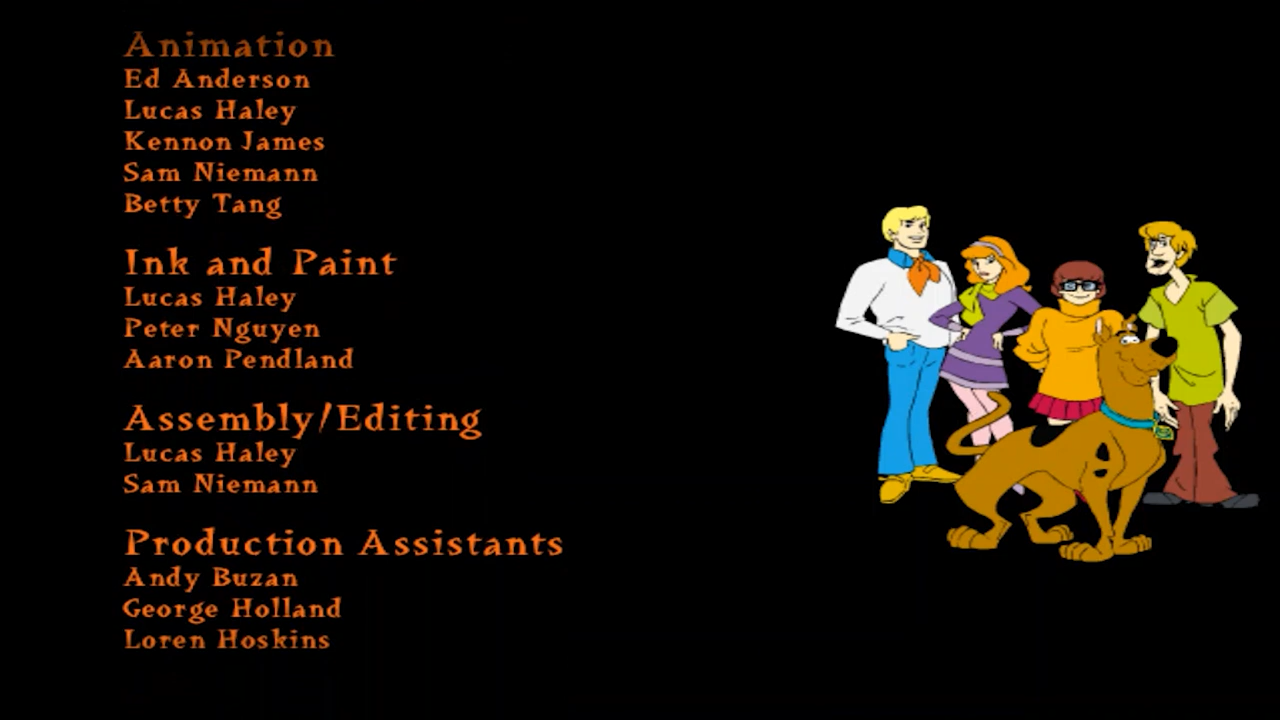 Animation
Ed Anderson
Lucas Haley
Kennon James
Sam Niemann
Betty Tang
Ink and Paint
Lucas Haley
Peter Nguyen
Aaron Pendland
Assembly/Editing
Lucas Haley
Sam Niemann
Production Assistants
Andy Buzan
George Holland
Loren Hoskins